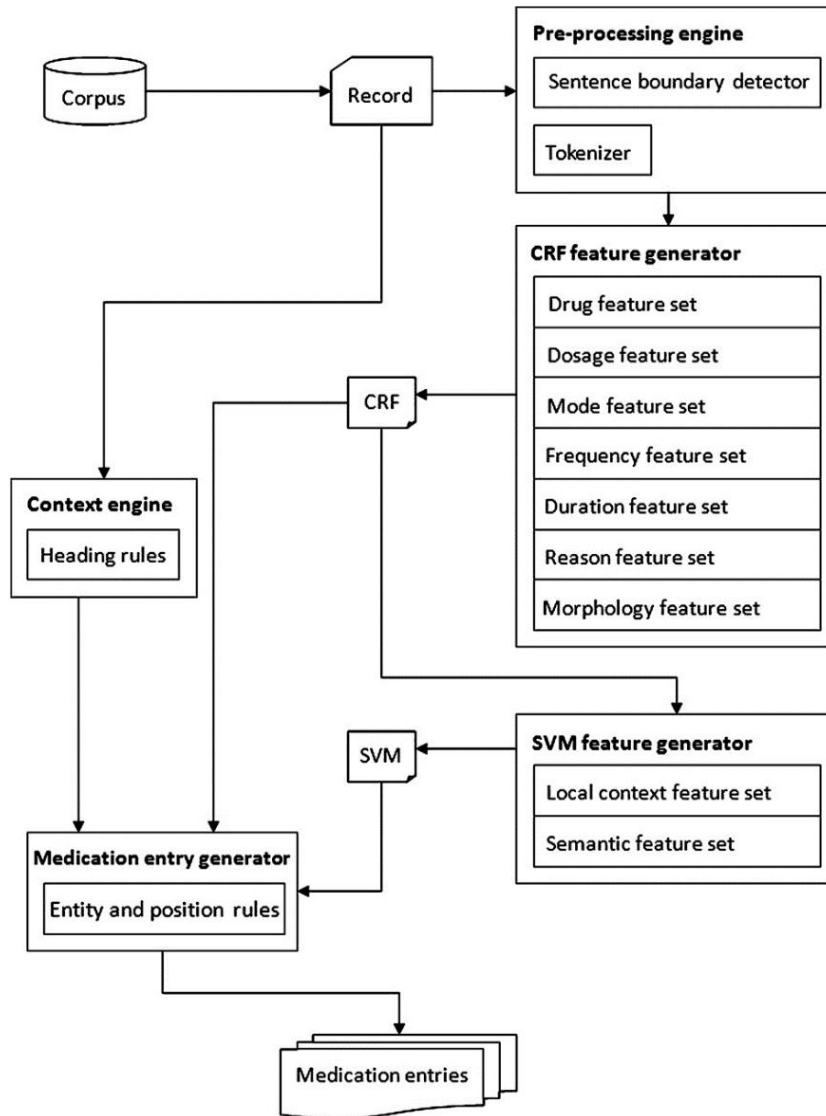 Corpus
Record
Pre-processing engine
Sentence boundary detector
Tokenizer
CRF feature generator
Drug feature set
Dosage feature set
Mode feature set
Frequency feature set
Duration feature set
Reason feature set
Morphology feature set
CRF
Context engine
Heading rules
SVM feature generator
Local context feature set
Semantic feature set
SVM
Medication entry generator
Entity and position rules
Medication entries